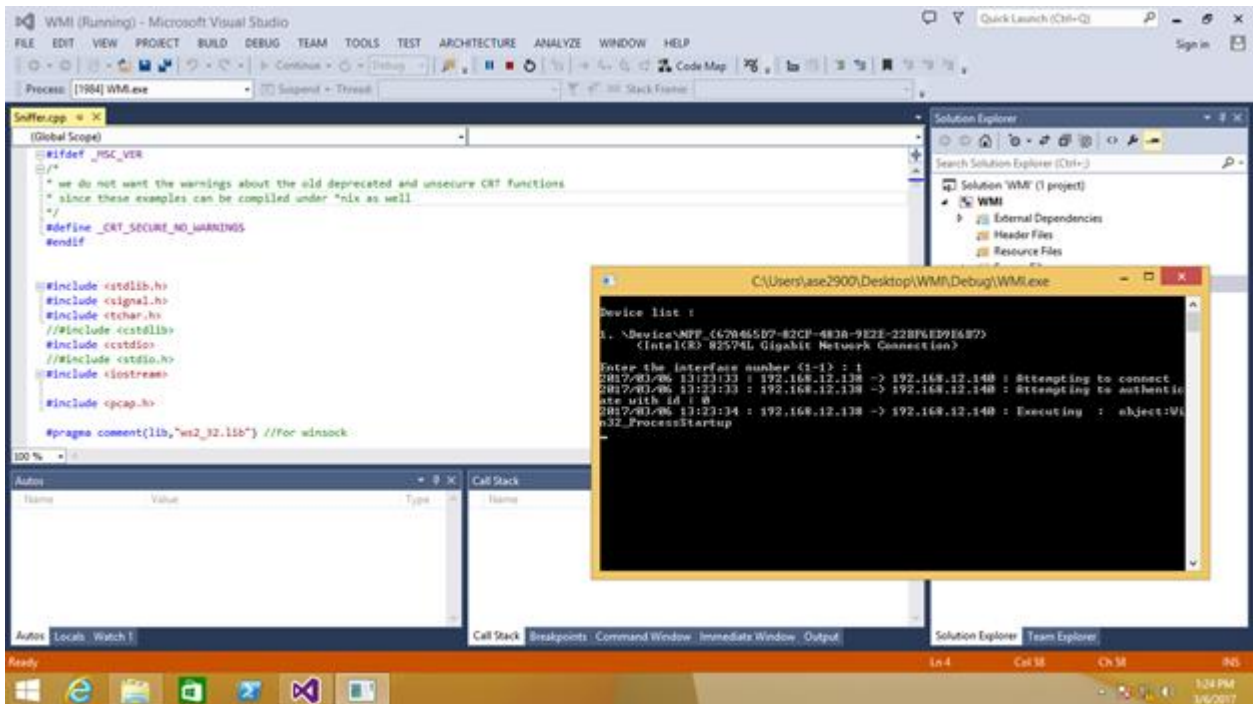 WMI (Running) - Microsoft Visual Studio
Quick Launch (Ctrl+Q)
FILE EDIT VIEW PROJECT BUILD DEBUG TEAM TOOLS TEST ARCHITECTURE ANALYZE WINDOW HELP
Sign in
Continue
Debug
Code Map
Process: [1984] WMI.exe
Suspend
Thread:
Stack Frame:
Sniffer.cpp
Solution Explorer
(Global Scope)
#ifdef _MSC_VER
/*
* we do not want the warnings about the old deprecated and unsecure CRT functions
* since these examples can be compiled under *nix as well
*/
#define _CRT_SECURE_NO_WARNINGS
#endif
#include <stdlib.h>
#include <signal.h>
#include <tchar.h>
//#include <cstdlib>
#include <cstdio>
//#include <stdio.h>
#include <iostream>
#include <pcap.h>
#pragma comment(lib,"ws2_32.lib") //For winsock
100 %
Search Solution Explorer (Ctrl+;)
Solution 'WMI' (1 project)
WMI
External Dependencies
Header Files
Resource Files
C:\Users\ase2900\Desktop\WMI\Debug\WMI.exe
Device list :
(Intel(R) 82574L Gigabit Network Connection)
Enter the interface number (1-1) : 1
2017/03/06 13:23:33 : 192.168.12.138 -> 192.168.12.140 : Attempting to connect
2017/03/06 13:23:33 : 192.168.12.138 -> 192.168.12.140 : Attempting to authentic
ate with id : 0
2017/03/06 13:23:34 : 192.168.12.138 -> 192.168.12.140 : Executing : object:Wi
n32_ProcessStartup
Autos
Name Value Type
Call Stack
Name
Autos Locals Watch 1
Call Stack Breakpoints Command Window Immediate Window Output
Solution Explorer Team Explorer
Ready
Ln 4 Col 58 Ch 58 INS
1:24 PM
3/6/2017